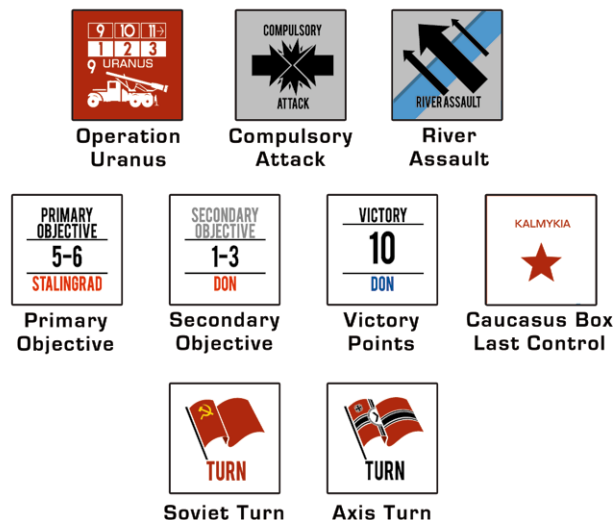 9 10 11→
1 2 3
9 URANUS
Operation
Uranus
COMPULSORY
ATTACK
Compulsory
Attack
RIVER ASSAULT
River
Assault
PRIMARY
OBJECTIVE
5-6
STALINGRAD
Primary
Objective
SECONDARY
OBJECTIVE
1-3
DON
Secondary
Objective
VICTORY
10
DON
Victory
Points
KALMYKIA
Caucasus Box
Last Control
TURN
Soviet Turn
TURN
Axis Turn